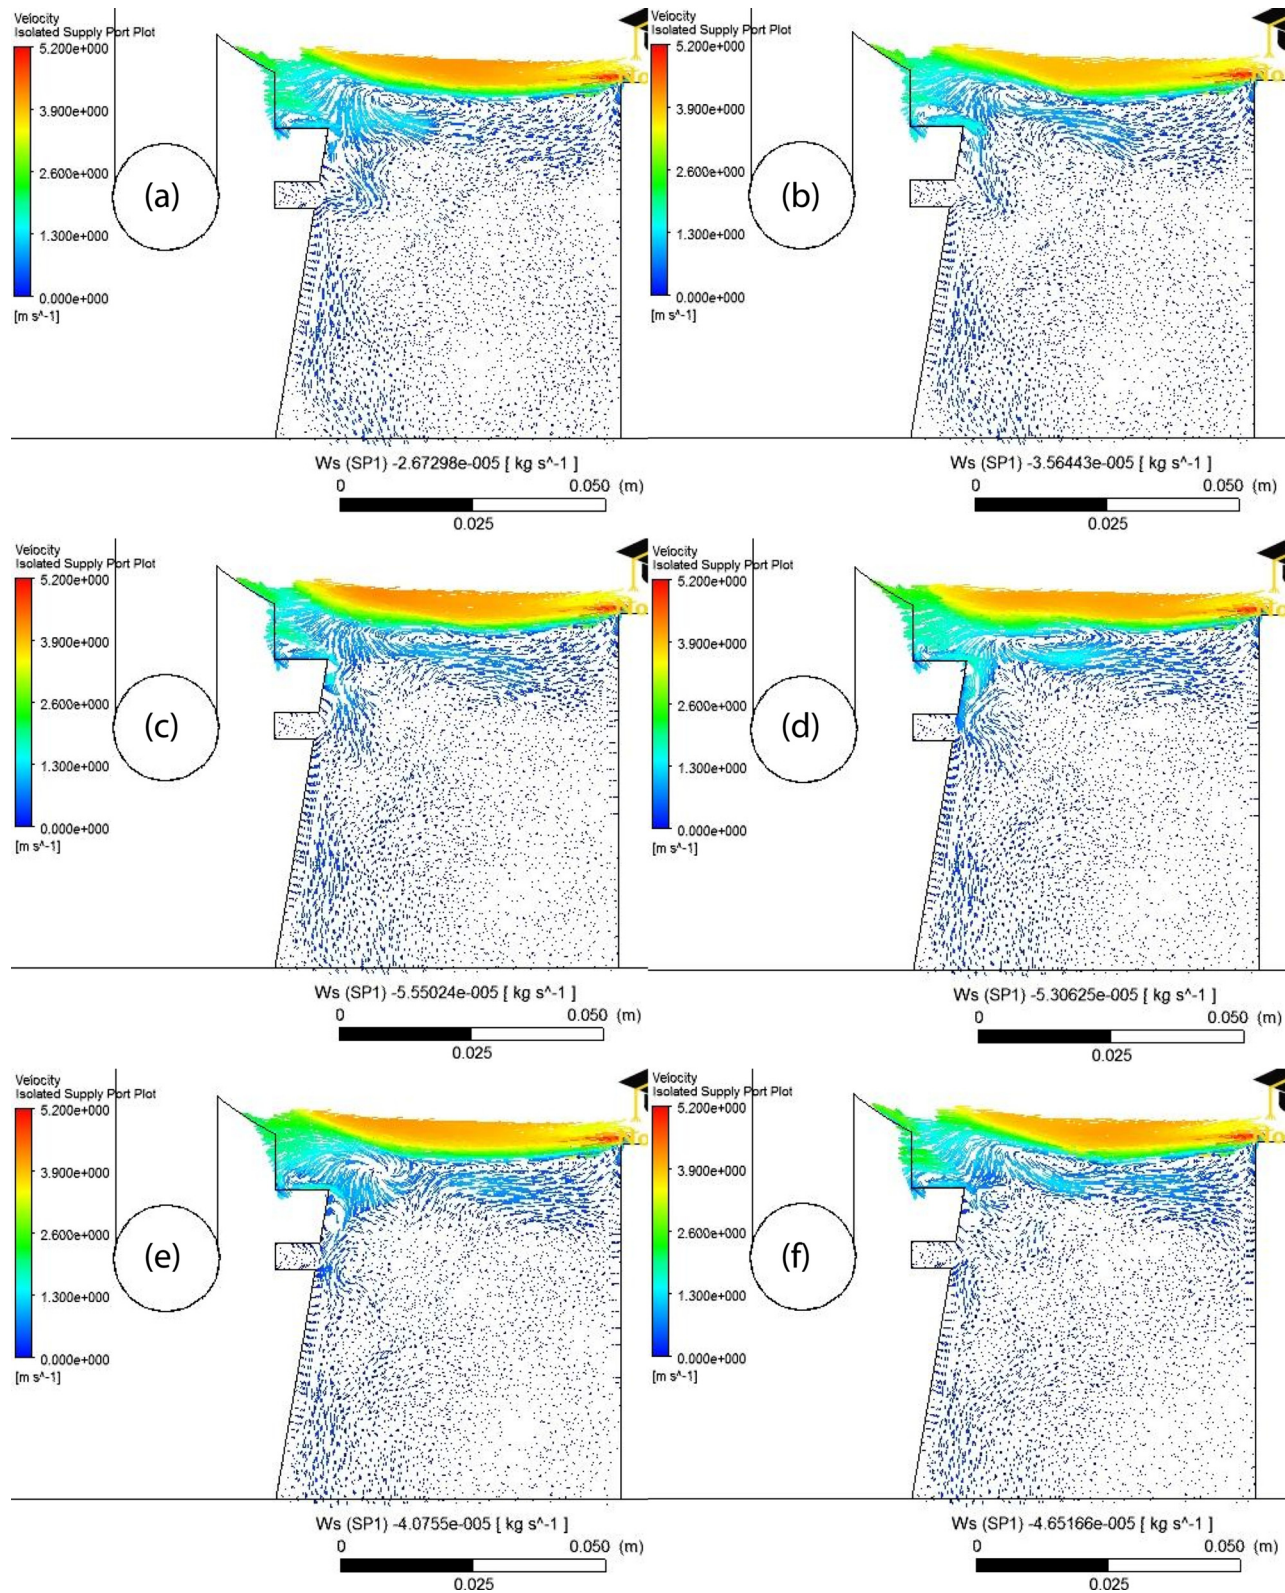 Velocity
Isolated Supply Port Plot
5.200e+000
3.900e+000
2.600e+000
1.300e+000
0.000e+000
[m s^-1]
(a)
Ws (SP1) -2.67298e-005 [ kg s^-1 ]
0 0.050 (m)
0.025
Velocity
Isolated Supply Port Plot
5.200e+000
3.900e+000
2.600e+000
1.300e+000
0.000e+000
[m s^-1]
(b)
Ws (SP1) -3.56443e-005 [ kg s^-1 ]
0 0.050 (m)
0.025
Velocity
Isolated Supply Port Plot
5.200e+000
3.900e+000
2.600e+000
1.300e+000
0.000e+000
[m s^-1]
(c)
Ws (SP1) -5.55024e-005 [ kg s^-1 ]
0 0.050 (m)
0.025
Velocity
Isolated Supply Port Plot
5.200e+000
3.900e+000
2.600e+000
1.300e+000
0.000e+000
[m s^-1]
(d)
Ws (SP1) -5.30625e-005 [ kg s^-1 ]
0 0.050 (m)
0.025
Velocity
Isolated Supply Port Plot
5.200e+000
3.900e+000
2.600e+000
1.300e+000
0.000e+000
[m s^-1]
(e)
Ws (SP1) -4.0755e-005 [ kg s^-1 ]
0 0.050 (m)
0.025
Velocity
Isolated Supply Port Plot
5.200e+000
3.900e+000
2.600e+000
1.300e+000
0.000e+000
[m s^-1]
(f)
Ws (SP1) -4.65166e-005 [ kg s^-1 ]
0 0.050 (m)
0.025